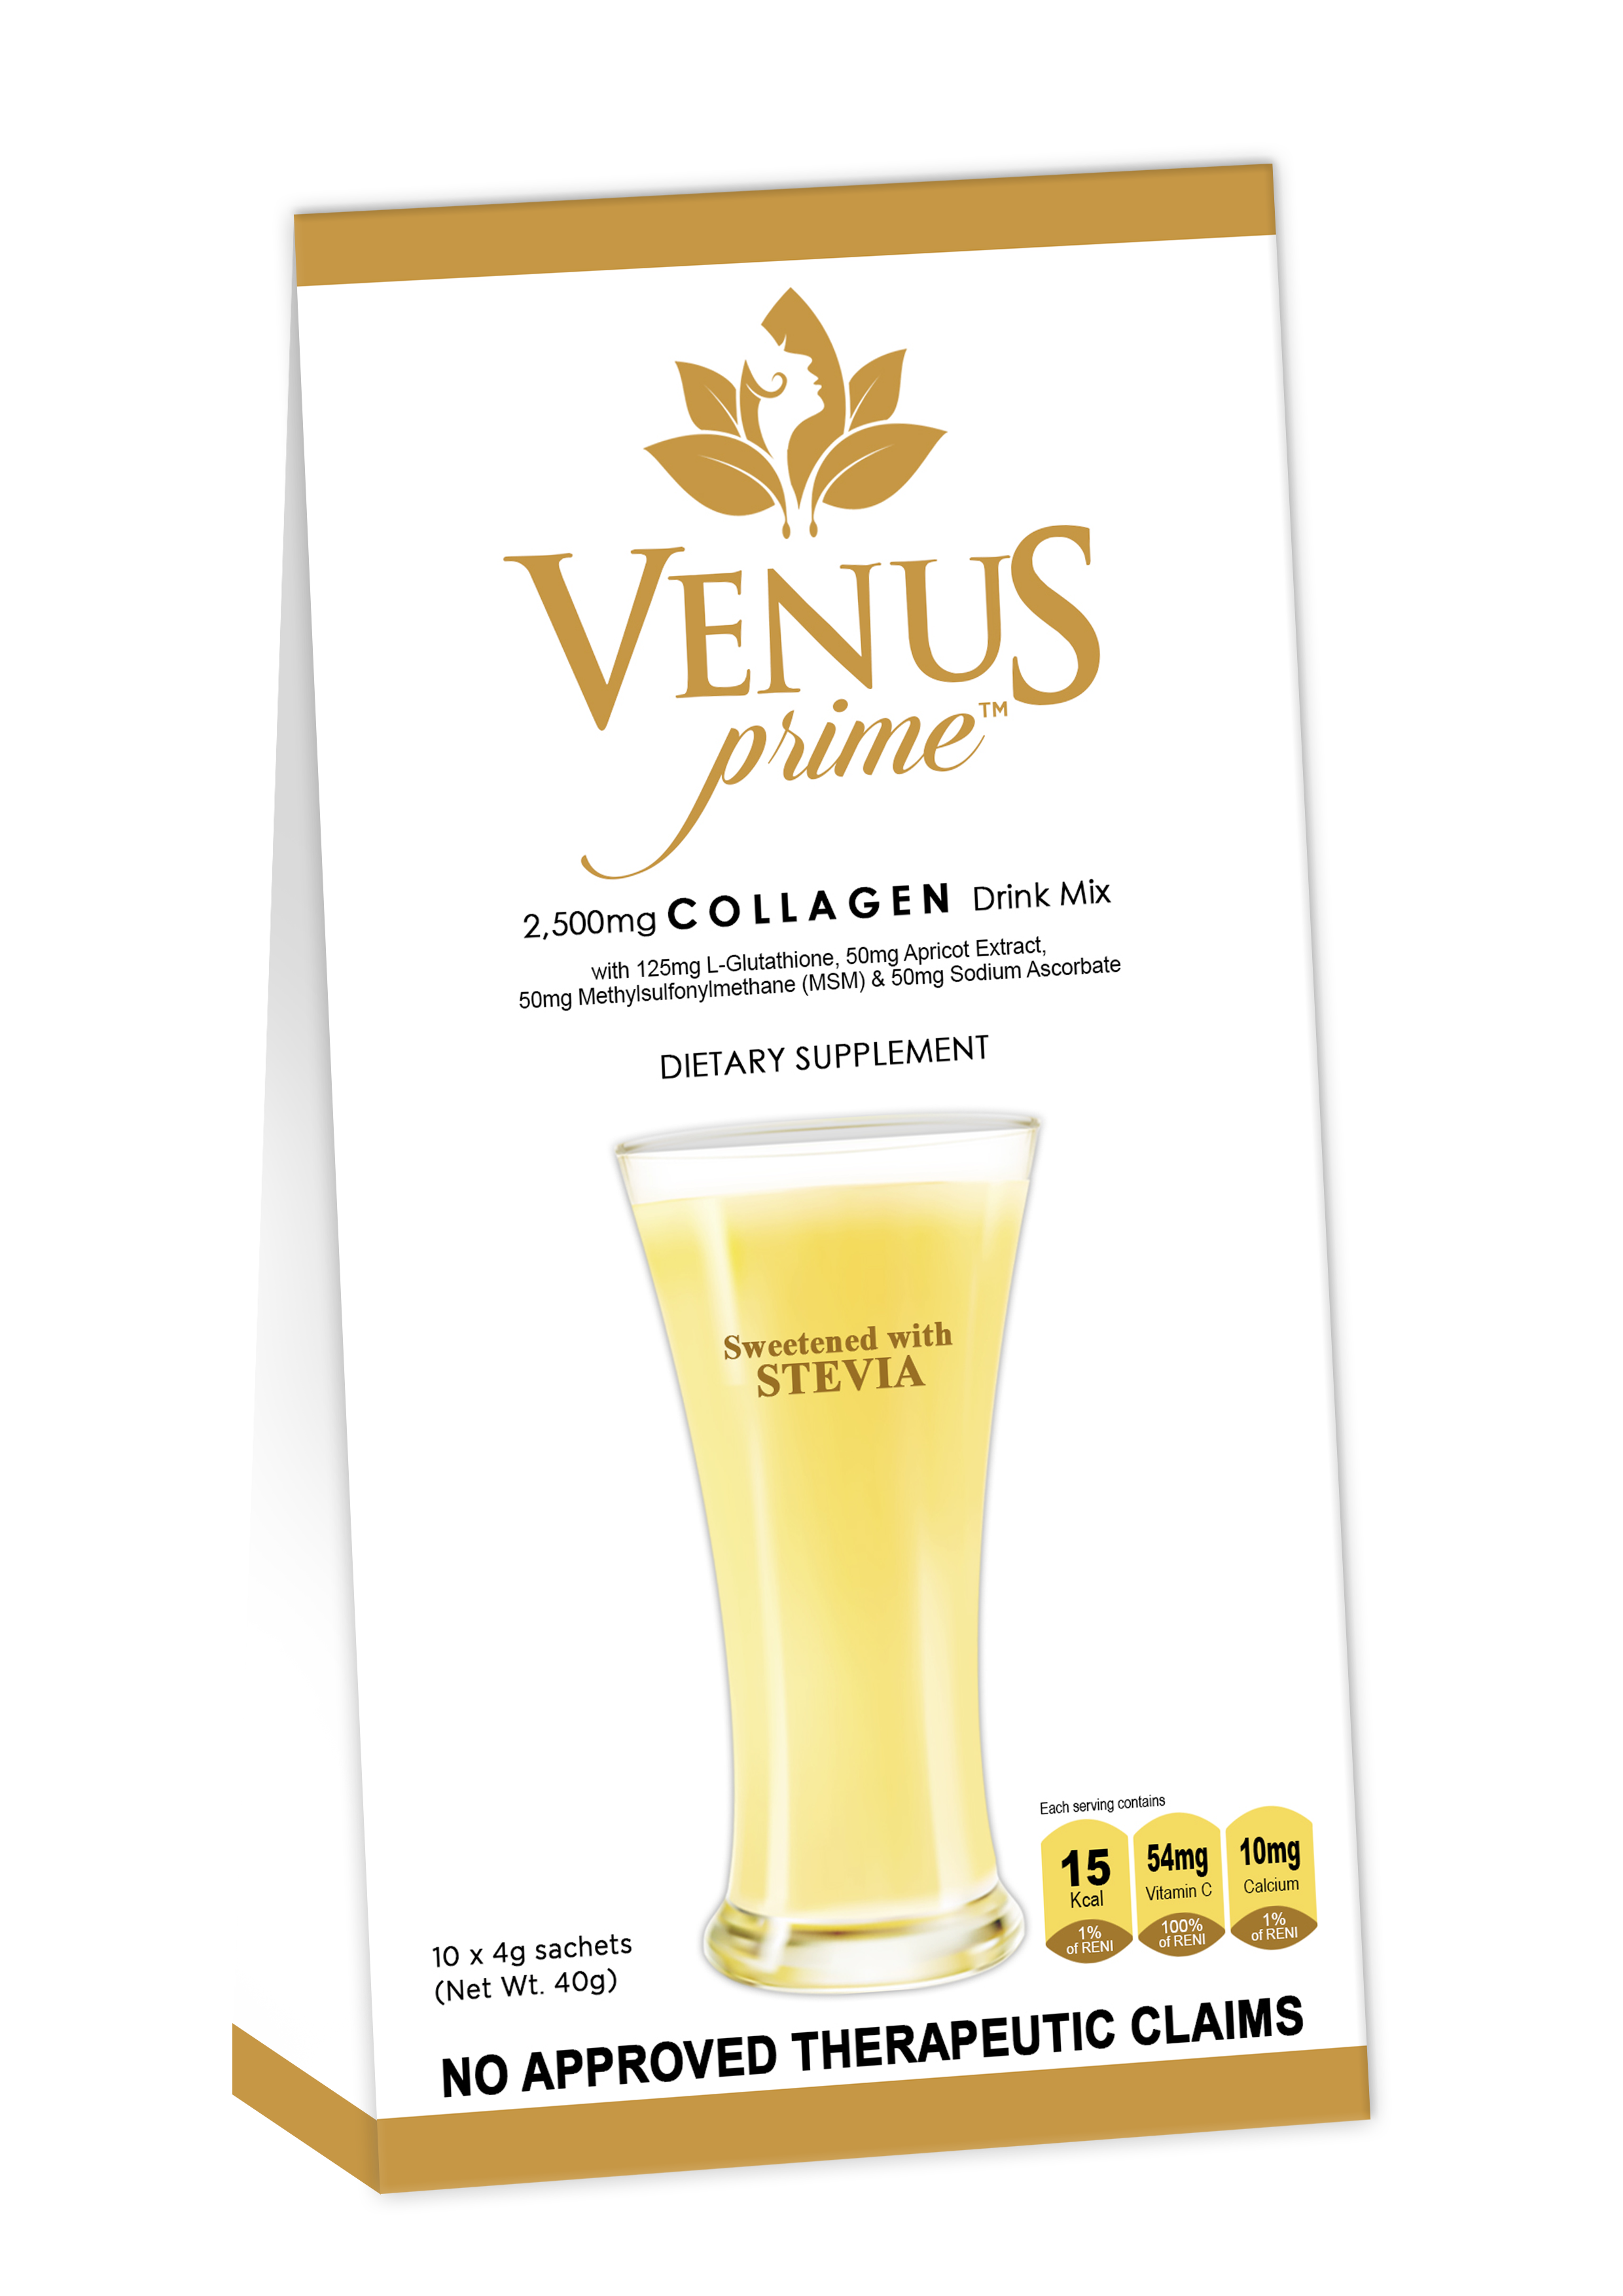 VENUS
prime™
2,500mg COLLAGEN Drink Mix
with 125mg L-Glutathione, 50mg Apricot Extract,
50mg Methylsulfonylmethane (MSM) & 50mg Sodium Ascorbate
DIETARY SUPPLEMENT
Sweetened with
STEVIA
Each serving contains
15
Kcal
1%
of RENI
54mg
Vitamin C
100%
of RENI
10mg
Calcium
1%
of RENI
10 x 4g sachets
(Net Wt. 40g)
NO APPROVED THERAPEUTIC CLAIMS